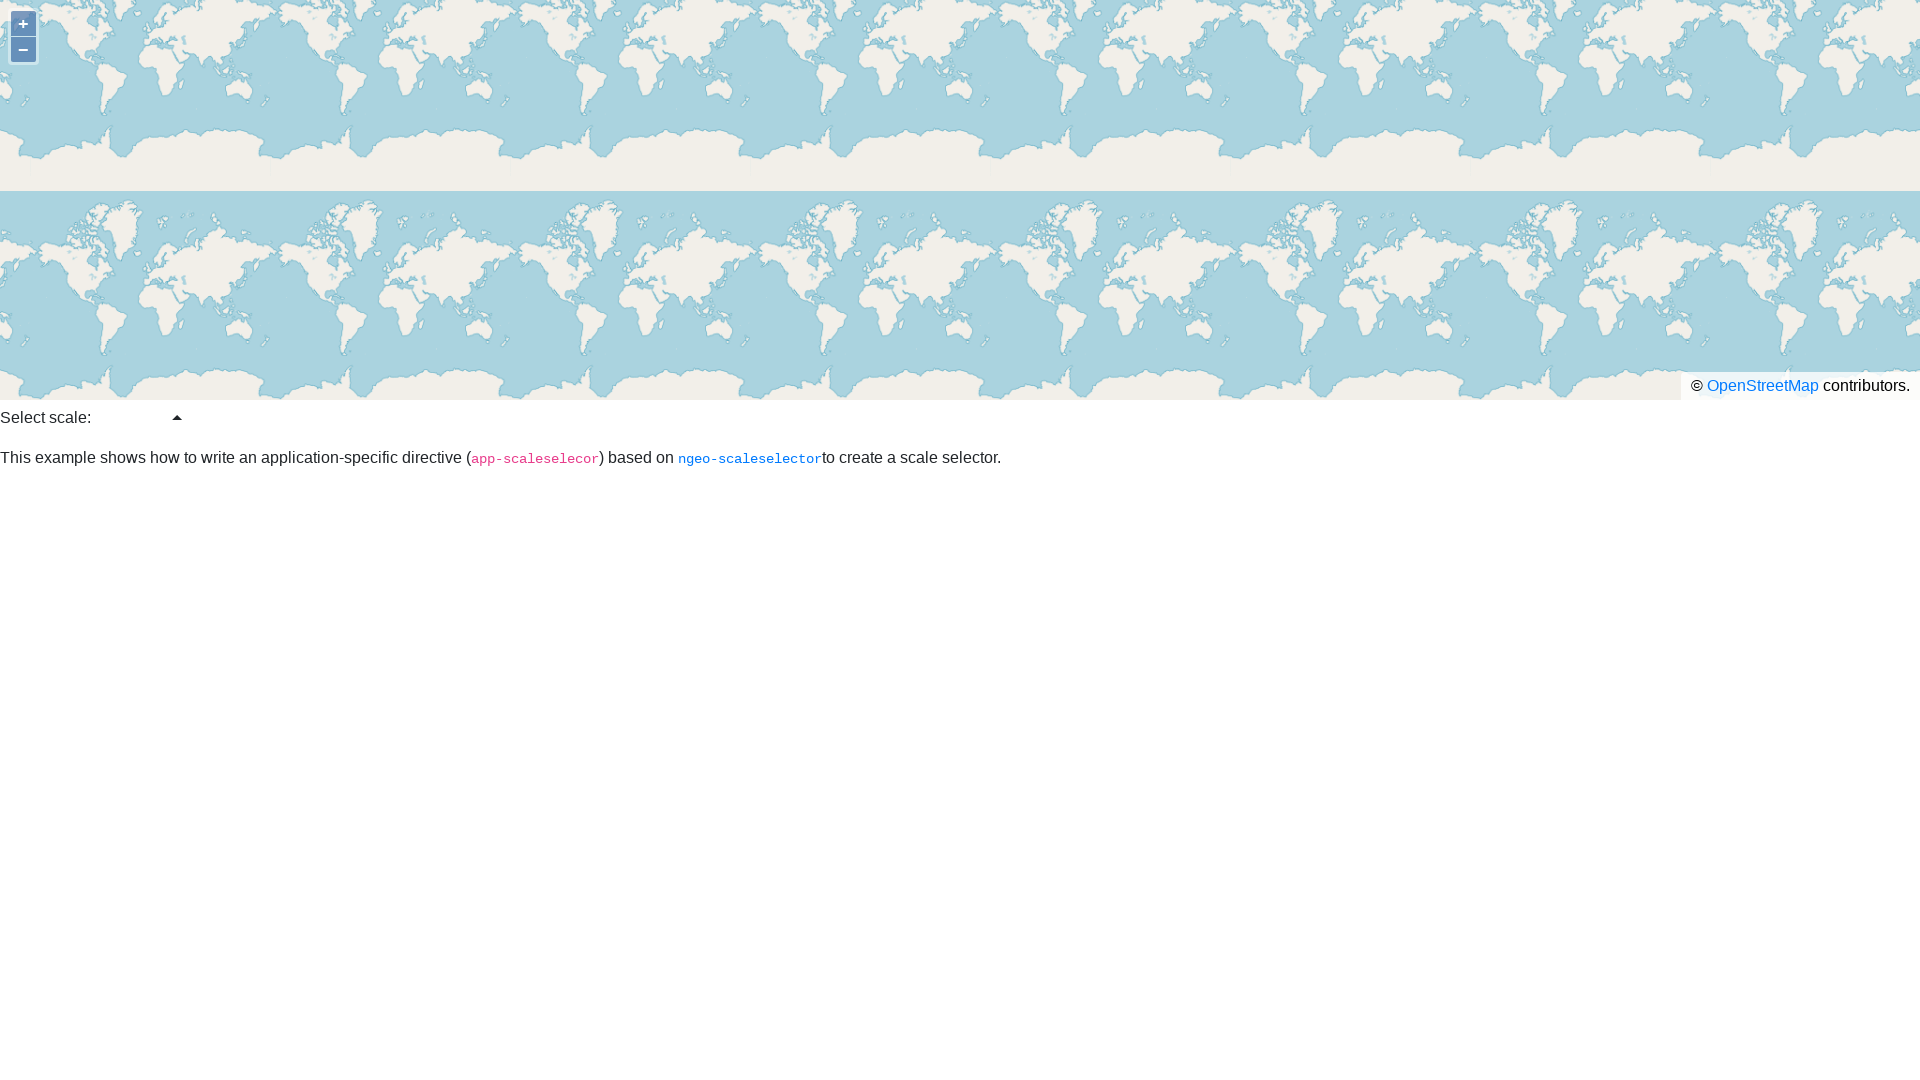 +
−
© OpenStreetMap contributors.
Select scale:
This example shows how to write an application-specific directive (app-scaleselecor) based on ngeo-scaleselectorto create a scale selector.